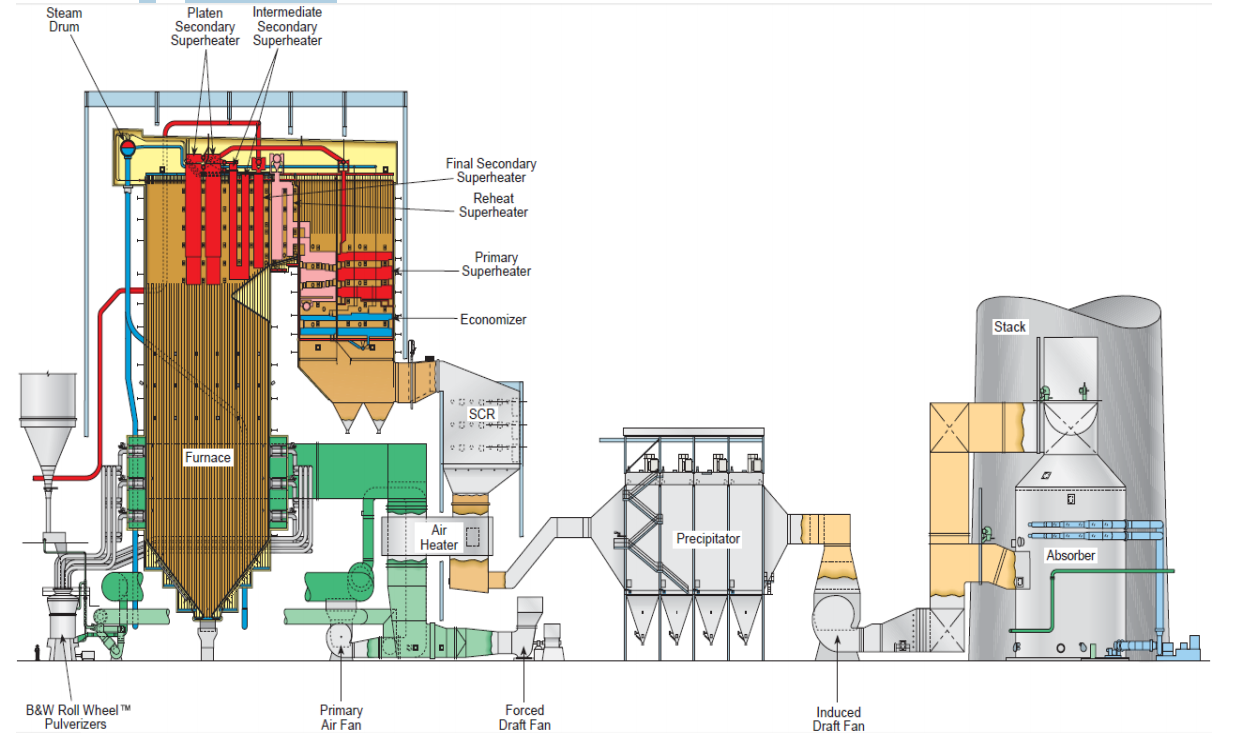 Steam
Drum
Platen
Secondary
Superheater
Intermediate
Secondary
Superheater
Final Secondary
Superheater
Reheat
Superheater
Primary
Superheater
Economizer
Stack
SCR
Furnace
Air
Heater
Precipitator
Absorber
B&W Roll Wheel™
Pulverizers
Primary
Air Fan
Forced
Draft Fan
Induced
Draft Fan